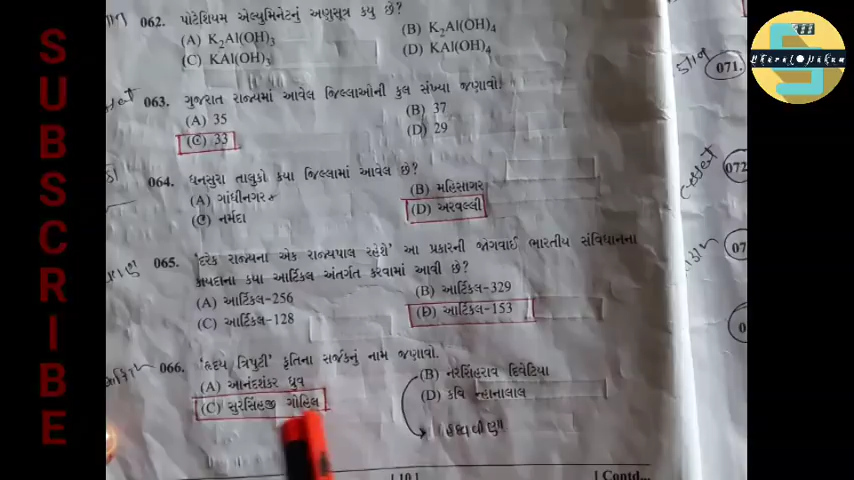 SUBSCRIBE
062. પોટેશિયમ એલ્યુમિનેટનું અણુસૂત્ર કયુ છે?
(A) K₂Al(OH)₃
(B) K₂Al(OH)₄
(C) KAl(OH)₃
(D) KAl(OH)₄
063. ગુજરાત રાજ્યમાં આવેલ જિલ્લાઓની કુલ સંખ્યા જણાવો.
(A) 35
(B) 37
(C) 33
(D) 29
064. ધનસુરા તાલુકો કયા જિલ્લામાં આવેલ છે?
(A) ગાંધીનગર
(B) મહિસાગર
(C) નર્મદા
(D) અરવલ્લી
065. 'દરેક રાજ્યના એક રાજ્યપાલ રહેશે' આ પ્રકારની જોગવાઈ ભારતીય સંવિધાનના
કાયદાના કયા આર્ટિકલ અંતર્ગત કરવામાં આવી છે?
(A) આર્ટિકલ-256
(B) આર્ટિકલ-329
(C) આર્ટિકલ-128
(D) આર્ટિકલ-153
066. 'હૃદય ત્રિપુટી' કૃતિના સર્જકનું નામ જણાવો.
(A) આનંદશંકર ધ્રુવ
(B) નરસિંહરાવ દિવેટિયા
(C) સુરસિંહજી ગોહિલ
(D) કવિ ન્હાનાલાલ
[ 10 ]
[ Contd...
071.
072
07
0